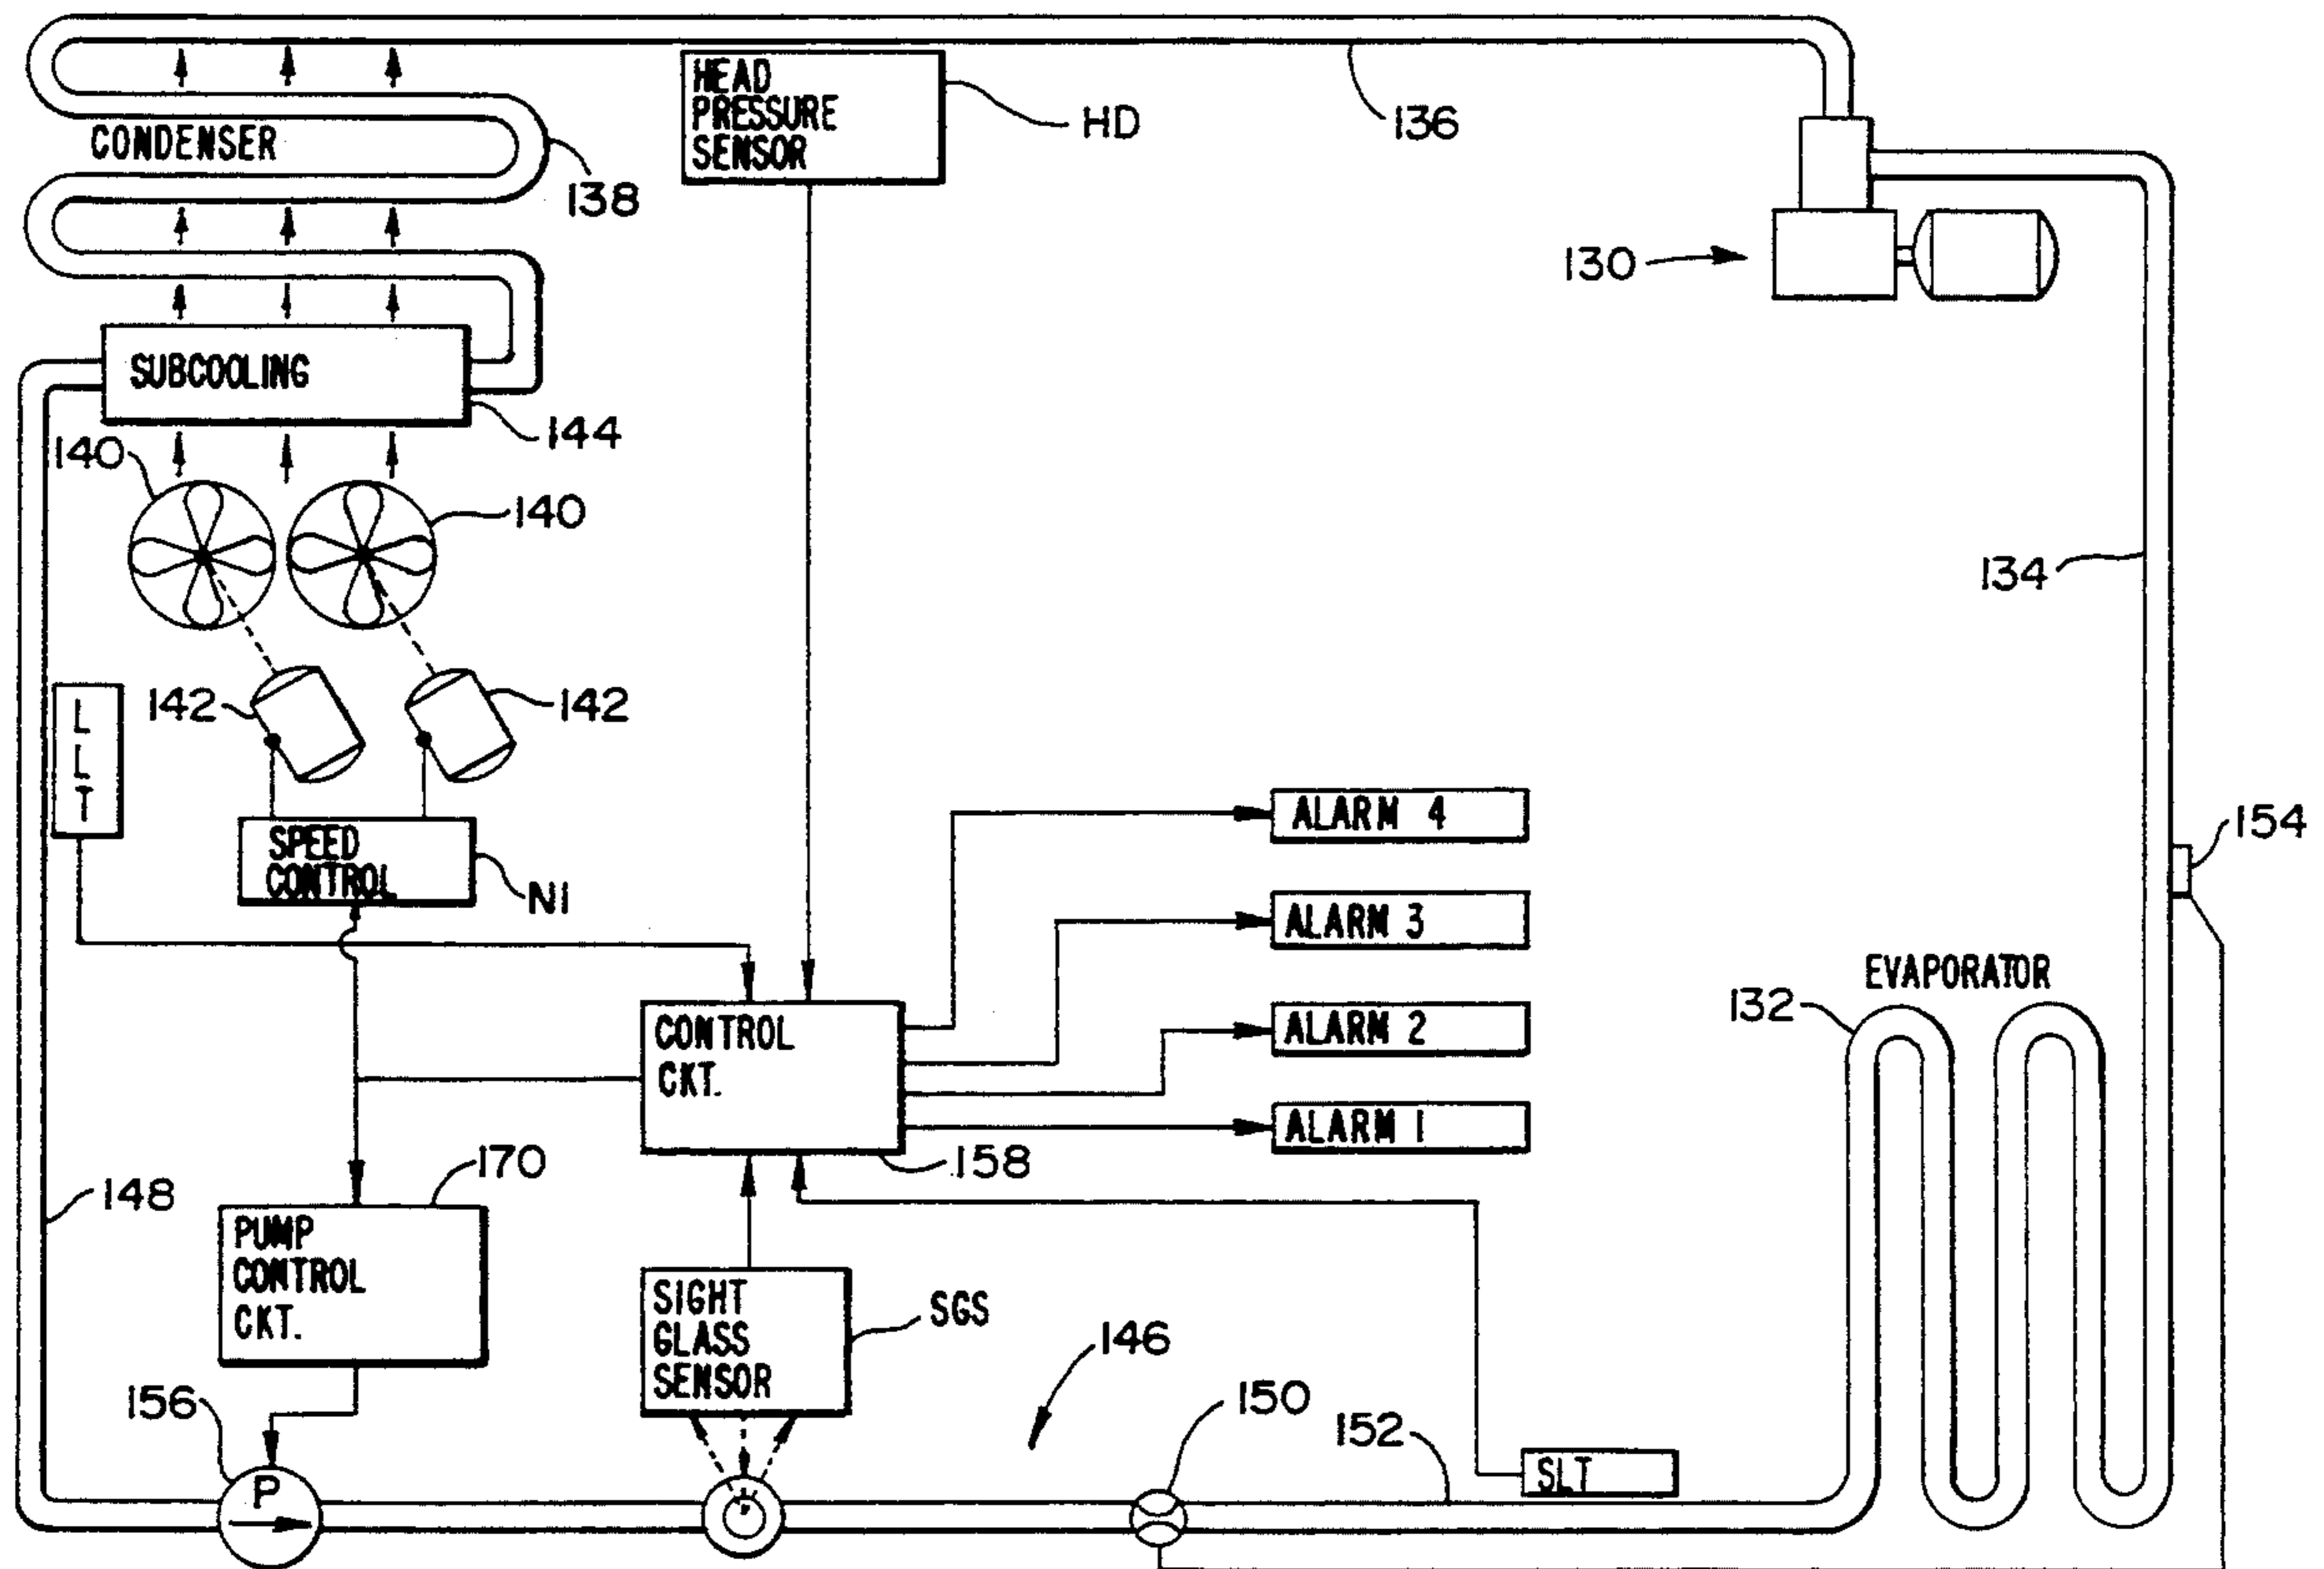 HEAD
PRESSURE
SENSOR
HD
136
CONDENSER
138
130
SUBCOOLING
144
140
140
134
142
142
L
L
T
SPEED
CONTROL
N1
ALARM 4
154
ALARM 3
EVAPORATOR
132
CONTROL
CKT.
ALARM 2
ALARM 1
158
170
148
PUMP
CONTROL
CKT.
SIGHT
GLASS
SENSOR
SGS
146
156
150
152
SLT
P